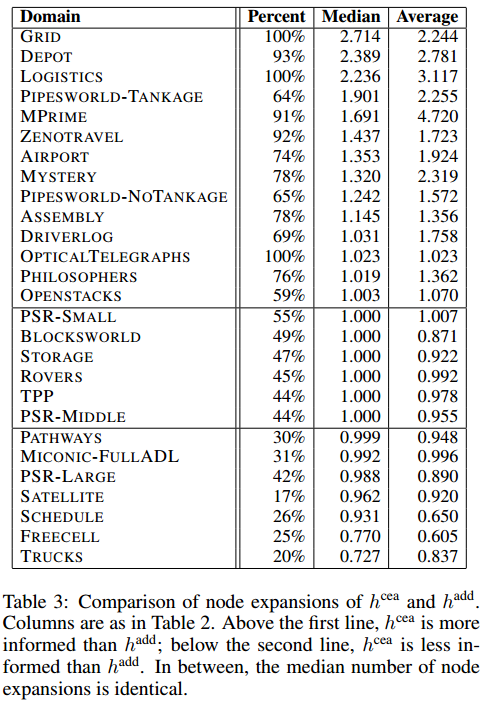 Domain Percent Median Average
GRID 100% 2.714 2.244
DEPOT 93% 2.389 2.781
LOGISTICS 100% 2.236 3.117
PIPESWORLD-TANKAGE 64% 1.901 2.255
MPRIME 91% 1.691 4.720
ZENOTRAVEL 92% 1.437 1.723
AIRPORT 74% 1.353 1.924
MYSTERY 78% 1.320 2.319
PIPESWORLD-NOTANKAGE 65% 1.242 1.572
ASSEMBLY 78% 1.145 1.356
DRIVERLOG 69% 1.031 1.758
OPTICALTELEGRAPHS 100% 1.023 1.023
PHILOSOPHERS 76% 1.019 1.362
OPENSTACKS 59% 1.003 1.070
PSR-SMALL 55% 1.000 1.007
BLOCKSWORLD 49% 1.000 0.871
STORAGE 47% 1.000 0.922
ROVERS 45% 1.000 0.992
TPP 44% 1.000 0.978
PSR-MIDDLE 44% 1.000 0.955
PATHWAYS 30% 0.999 0.948
MICONIC-FULLADL 31% 0.992 0.996
PSR-LARGE 42% 0.988 0.890
SATELLITE 17% 0.962 0.920
SCHEDULE 26% 0.931 0.650
FREECELL 25% 0.770 0.605
TRUCKS 20% 0.727 0.837
Table 3: Comparison of node expansions of h^cea and h^add.
Columns are as in Table 2. Above the first line, h^cea is more
informed than h^add; below the second line, h^cea is less in-
formed than h^add. In between, the median number of node
expansions is identical.